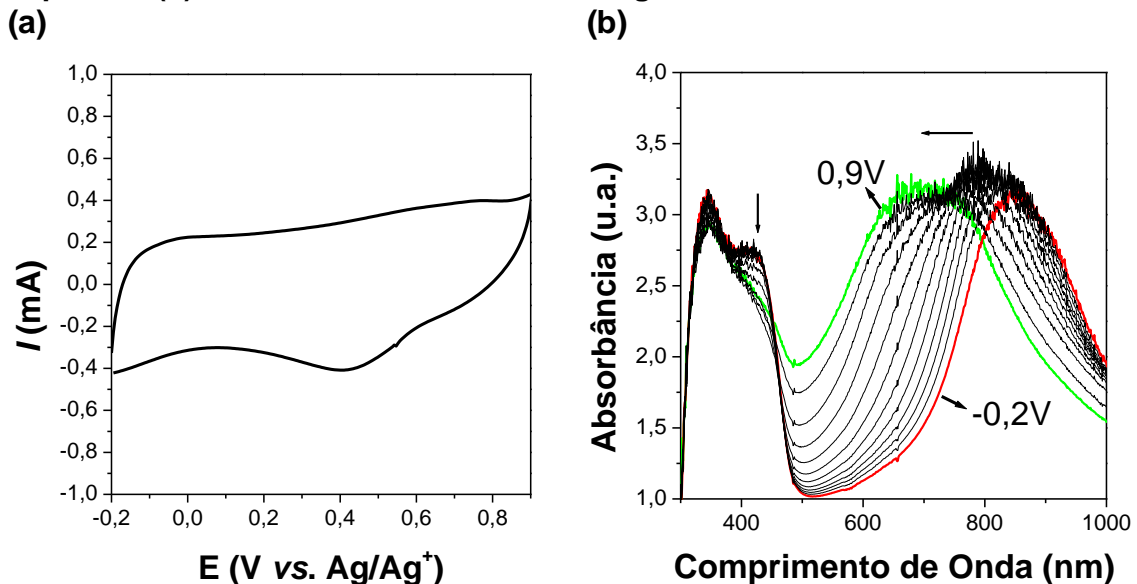 (a)
(b)
1,0
0,8
0,6
0,4
0,2
0,0
-0,2
-0,4
-0,6
-0,8
-1,0
I (mA)
-0,2 0,0 0,2 0,4 0,6 0,8
E (V vs. Ag/Ag⁺)
4,0
3,5
3,0
2,5
2,0
1,5
1,0
Absorbância (u.a.)
0,9V
-0,2V
400 600 800 1000
Comprimento de Onda (nm)